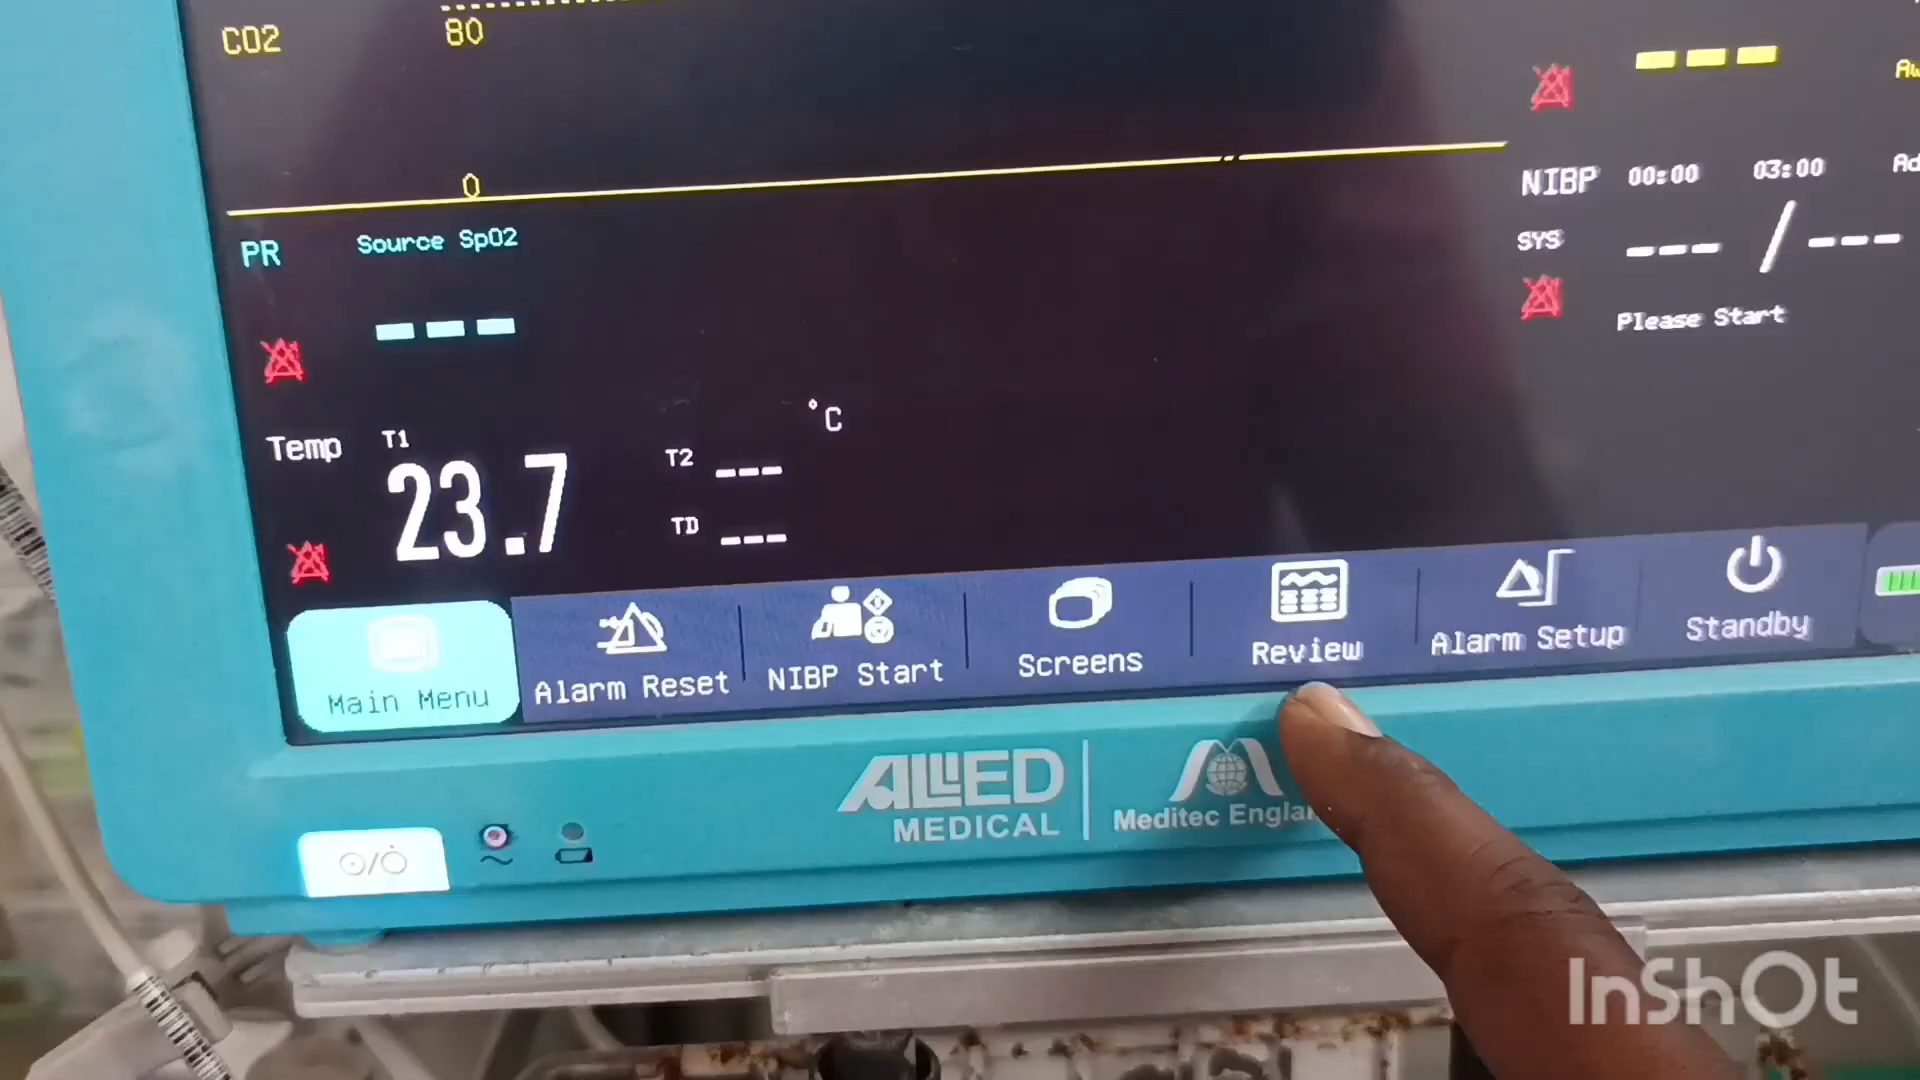 CO2
80
0
PR
Source SpO2
---
Temp
T1
23.7
T2 ---
TD ---
°C
---
NIBP 00:00 03:00
SYS
--- / ---
Please Start
Main Menu
Alarm Reset
NIBP Start
Screens
Review
Alarm Setup
Standby
ALLIED
MEDICAL
Meditec
InShOt